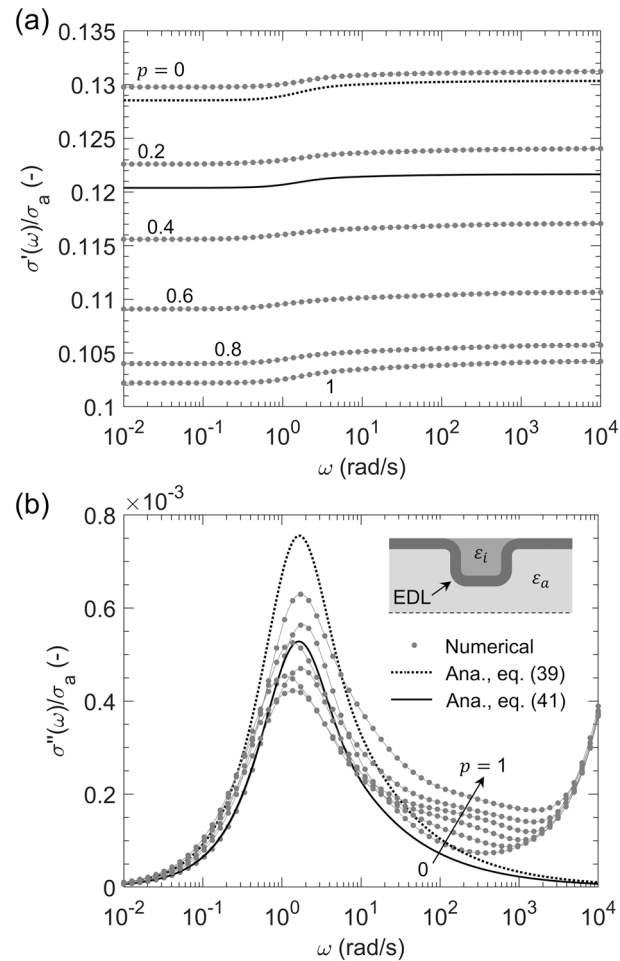 (a)
0.135
0.13
0.125
0.12
0.115
0.11
0.105
0.1
σ'(ω)/σa (-)
p = 0
0.2
0.4
0.6
0.8
1
10⁻² 10⁻¹ 10⁰ 10¹ 10² 10³ 10⁴
ω (rad/s)
(b)
×10⁻³
0.8
0.6
0.4
0.2
0
σ''(ω)/σa (-)
εi
εa
EDL
Numerical
Ana., eq. (39)
Ana., eq. (41)
p = 1
0
10⁻² 10⁻¹ 10⁰ 10¹ 10² 10³ 10⁴
ω (rad/s)